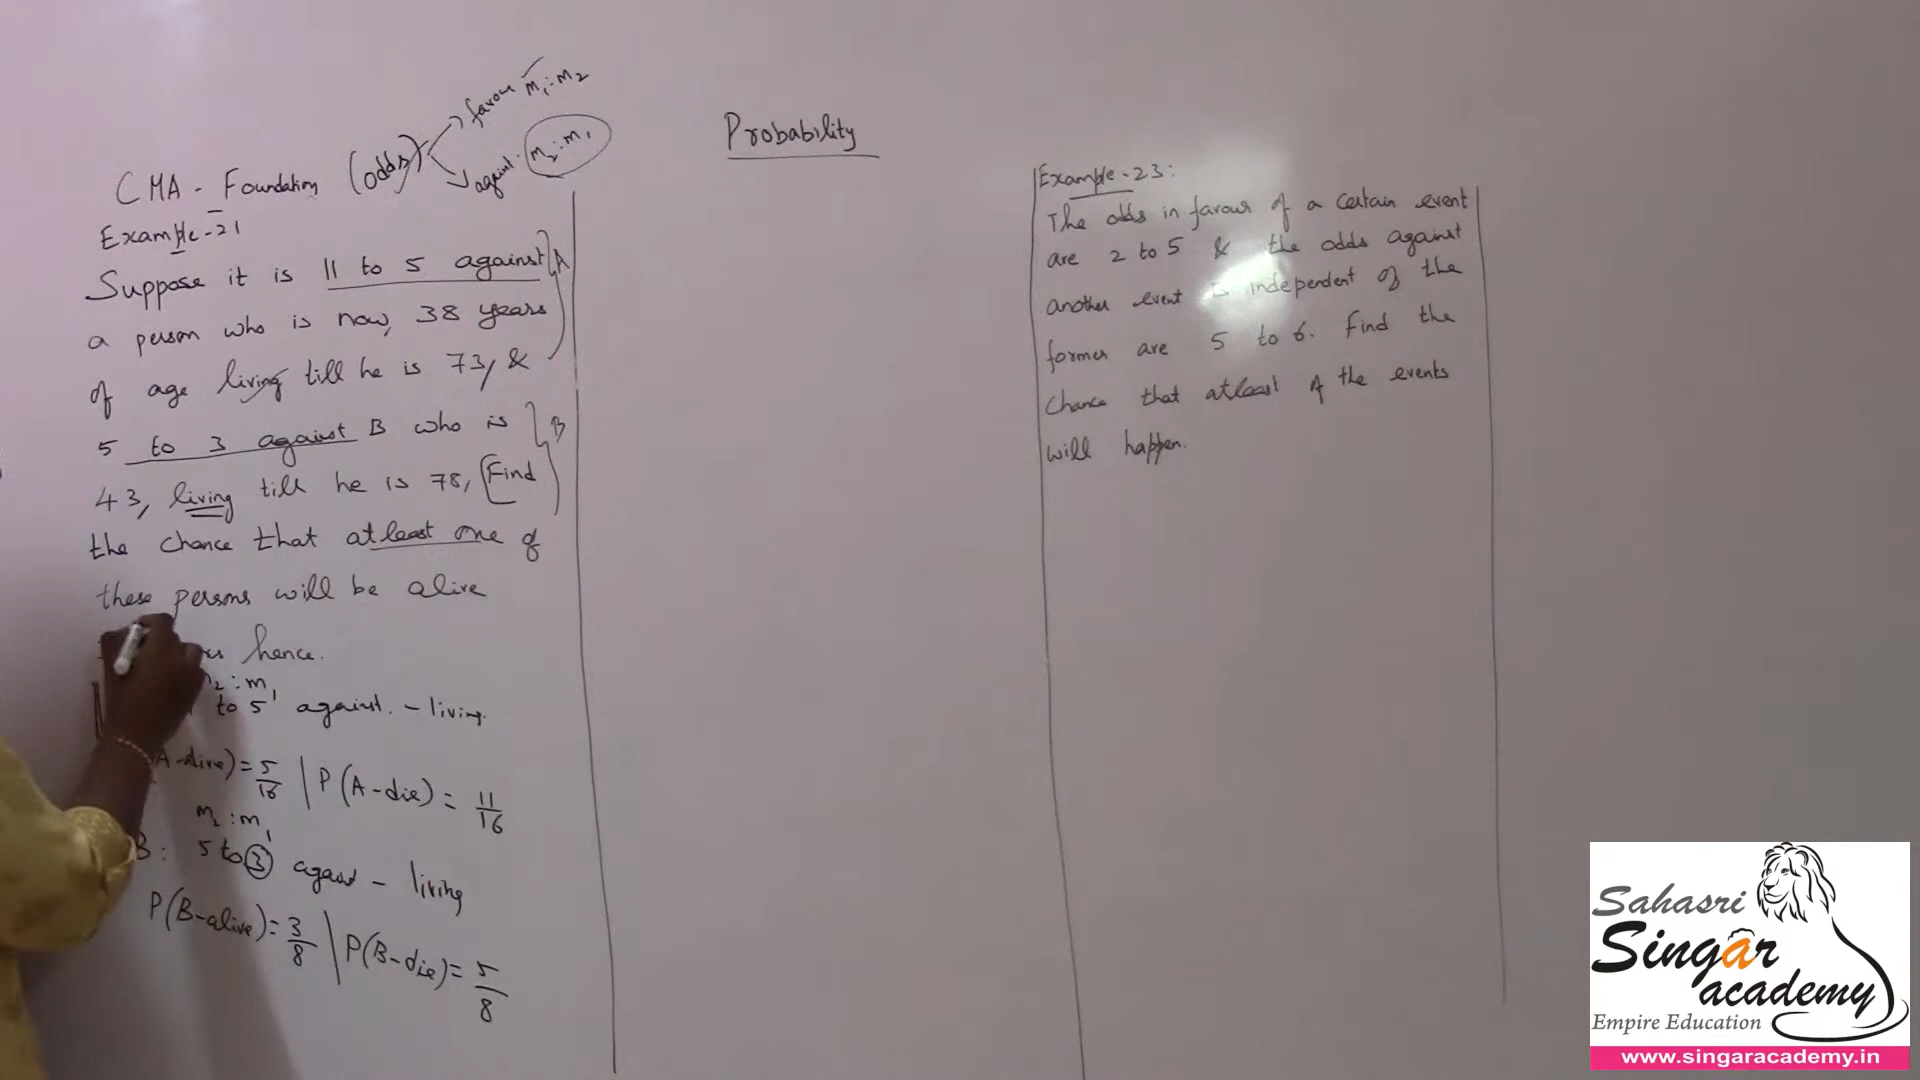 CMA - Foundation (odds)
favour m₁:m₂
against: m₂:m₁
Example-21
Suppose it is 11 to 5 against
a person who is now, 38 years
of age living till he is 73, &
5 to 3 against B who is
43, living till he is 78, Find
the chance that atleast one of
these persons will be alive
hence.
A
B
:m₁
to 5 against. - living.
A-alive) = 5/16 | P(A-die) = 11/16
m₂:m₁
B: 5 to 3 against - living
P(B-alive) = 3/8 | P(B-die) = 5/8
Probability
Example-23:
The odds in favour of a certain event
are 2 to 5 & the odds against
another event is independent of the
former are 5 to 6. Find the
chance that atleast of the events
will happen.
Sahasri
Singar
academy
Empire Education
www.singaracademy.in